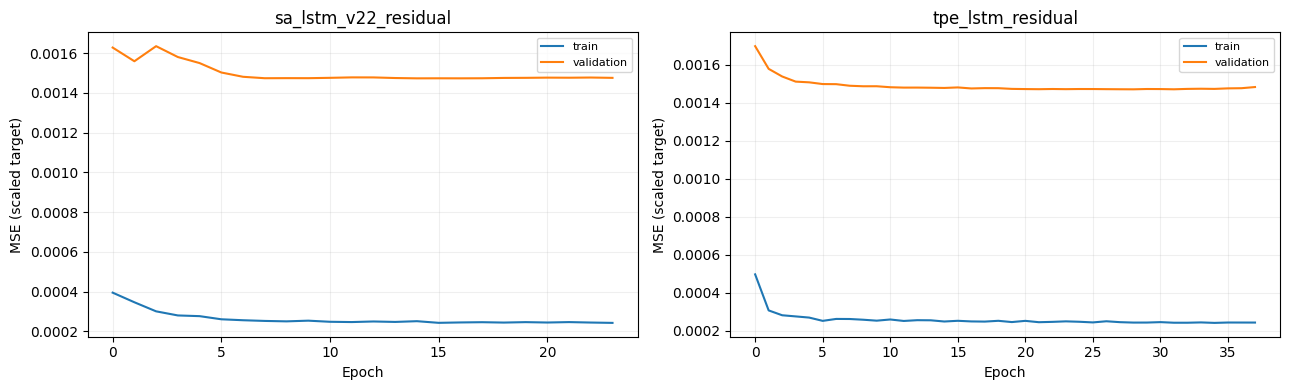 sa_lstm_v22_residual
train
validation
MSE (scaled target)
0.0016
0.0014
0.0012
0.0010
0.0008
0.0006
0.0004
0.0002
0
5
10
15
20
Epoch
tpe_lstm_residual
train
validation
MSE (scaled target)
0.0016
0.0014
0.0012
0.0010
0.0008
0.0006
0.0004
0.0002
0
5
10
15
20
25
30
35
Epoch